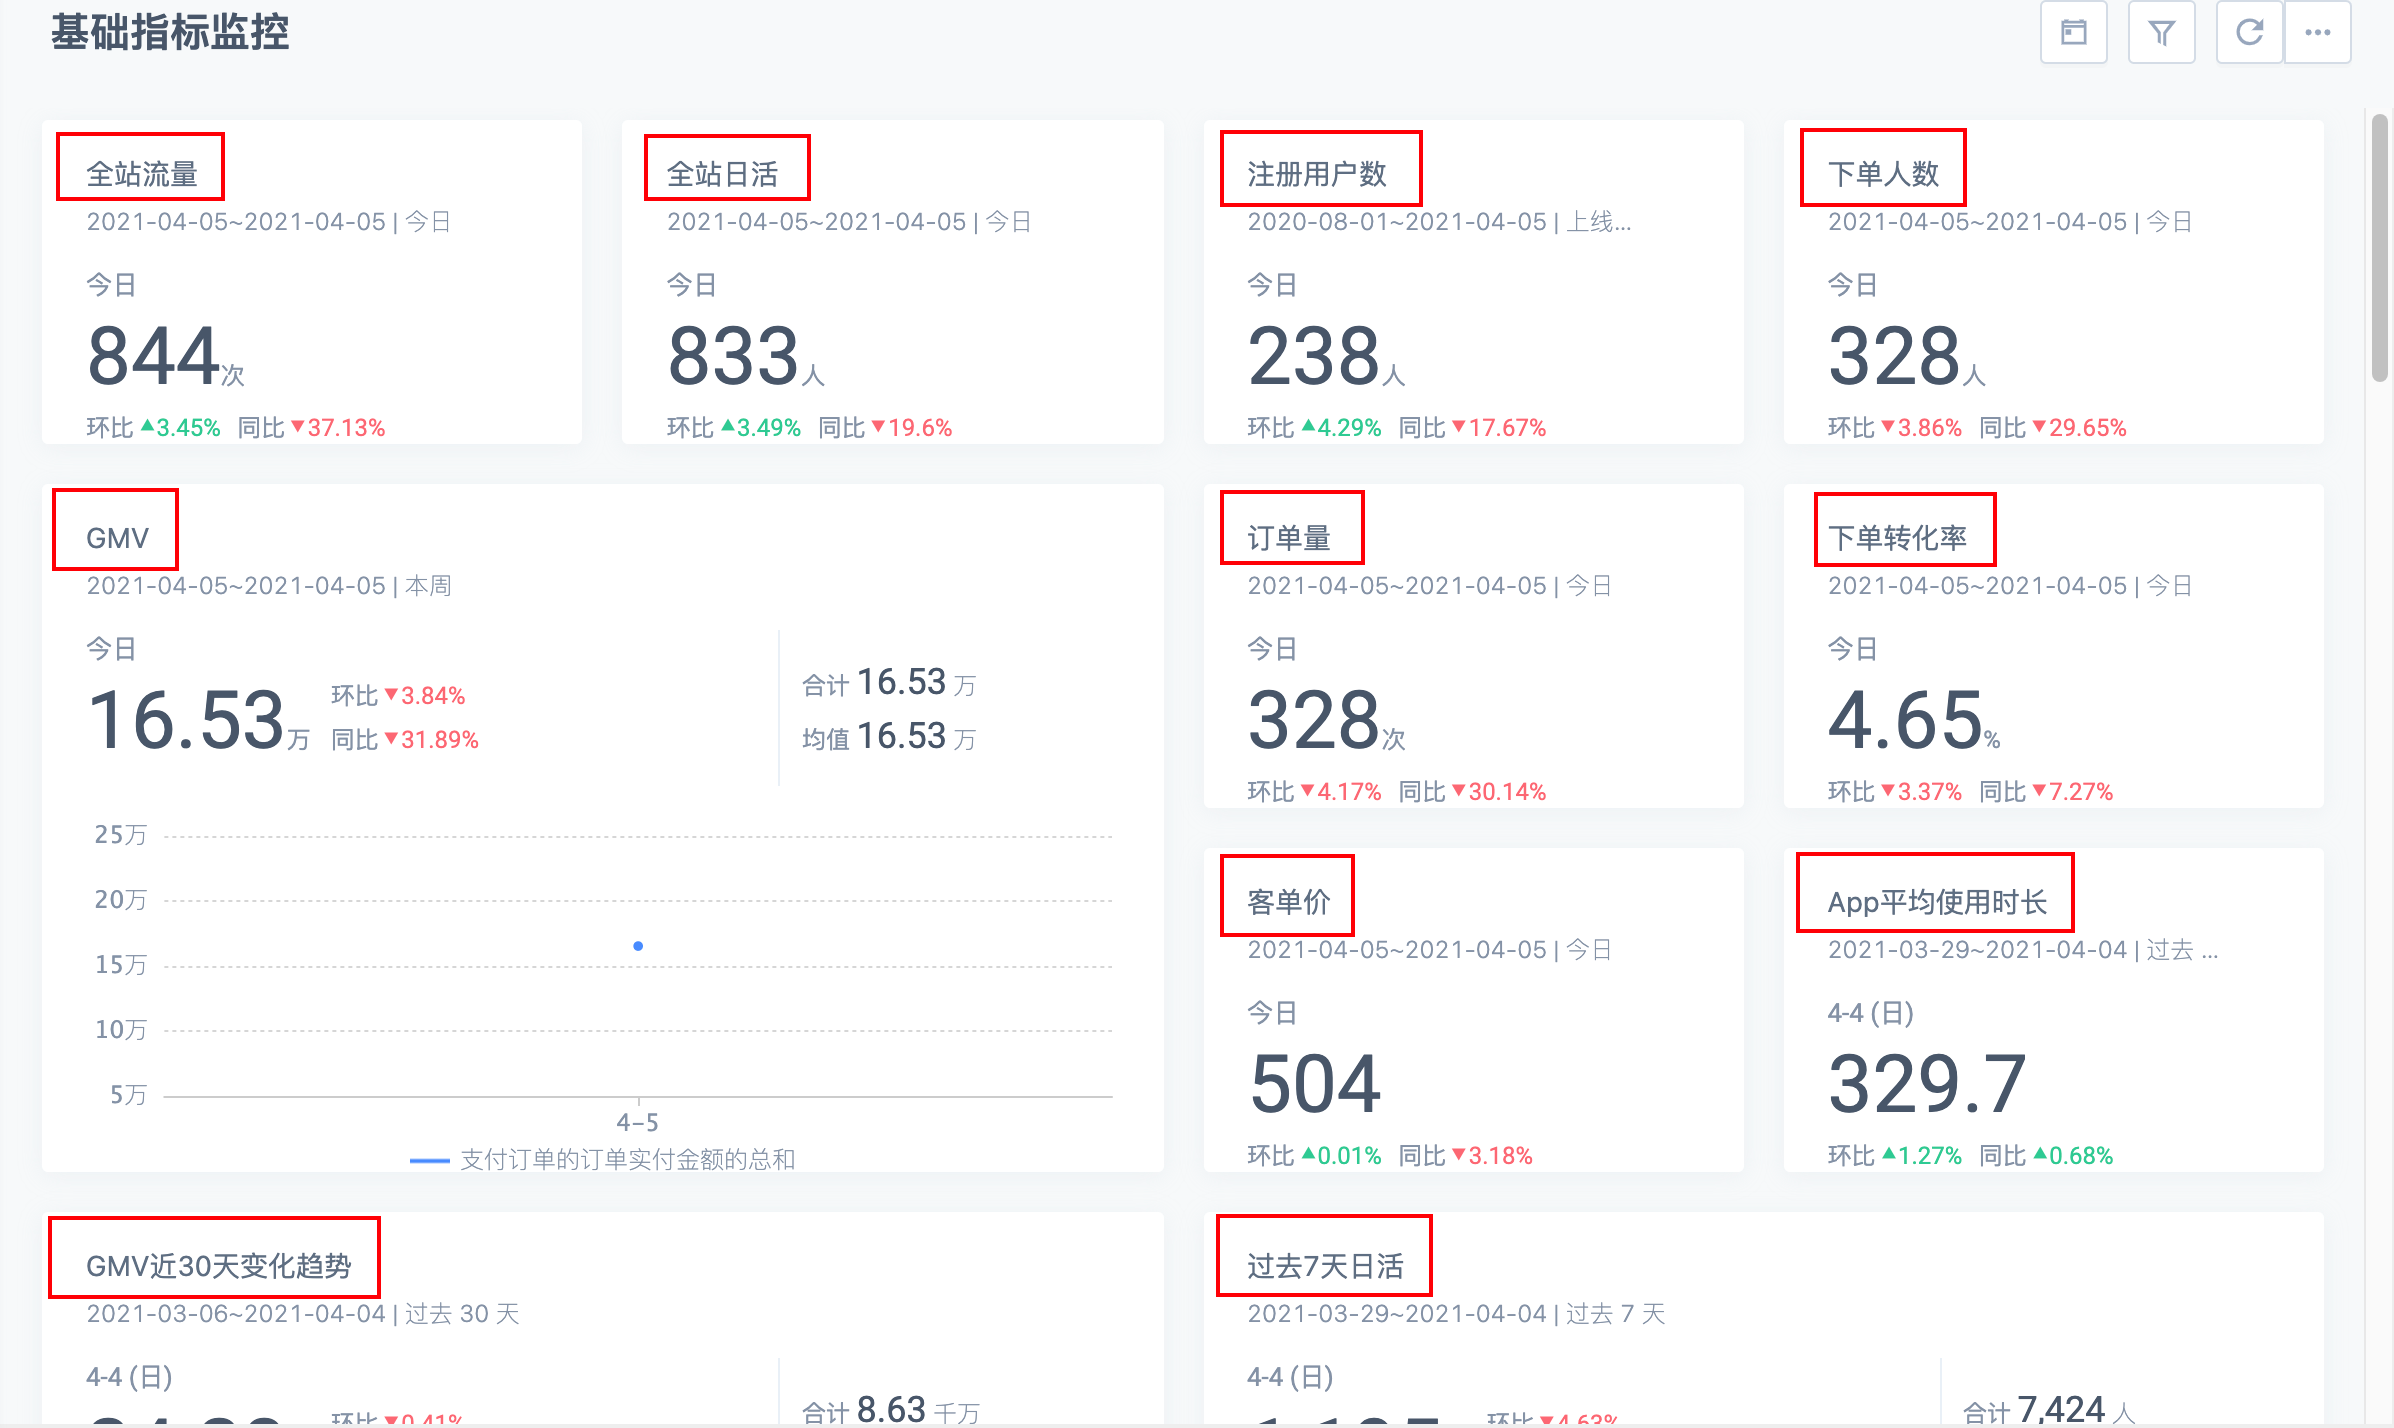 基础指标监控
全站流量
2021-04-05~2021-04-05 | 今日
今日
844次
环比 ▲3.45% 同比 ▼37.13%
全站日活
2021-04-05~2021-04-05 | 今日
今日
833人
环比 ▲3.49% 同比 ▼19.6%
注册用户数
2020-08-01~2021-04-05 | 上线...
今日
238人
环比 ▲4.29% 同比 ▼17.67%
下单人数
2021-04-05~2021-04-05 | 今日
今日
328人
环比 ▼3.86% 同比 ▼29.65%
GMV
2021-04-05~2021-04-05 | 本周
今日
16.53万
环比 ▼3.84%
同比 ▼31.89%
合计 16.53 万
均值 16.53 万
25万
20万
15万
10万
5万
4-5
支付订单的订单实付金额的总和
订单量
2021-04-05~2021-04-05 | 今日
今日
328次
环比 ▼4.17% 同比 ▼30.14%
下单转化率
2021-04-05~2021-04-05 | 今日
今日
4.65%
环比 ▼3.37% 同比 ▼7.27%
客单价
2021-04-05~2021-04-05 | 今日
今日
504
环比 ▲0.01% 同比 ▼3.18%
App平均使用时长
2021-03-29~2021-04-04 | 过去 ...
4-4 (日)
329.7
环比 ▲1.27% 同比 ▲0.68%
GMV近30天变化趋势
2021-03-06~2021-04-04 | 过去 30 天
4-4 (日)
环比 ▼0.41%
合计 8.63 千万
过去7天日活
2021-03-29~2021-04-04 | 过去 7 天
4-4 (日)
环比 ▼4.63%
合计 7,424 人